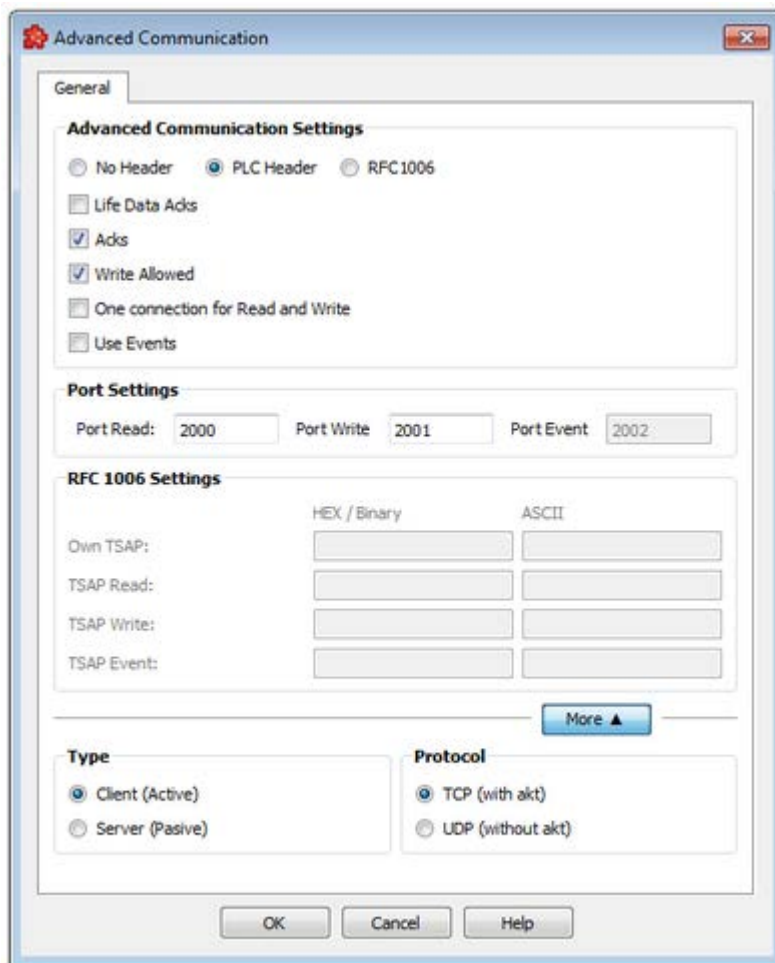 Advanced Communication
General
Advanced Communication Settings
No Header PLC Header RFC1006
Life Data Acks
Acks
Write Allowed
One connection for Read and Write
Use Events
Port Settings
Port Read: 2000 Port Write 2001 Port Event 2002
RFC 1006 Settings
HEX / Binary ASCII
Own TSAP:
TSAP Read:
TSAP Write:
TSAP Event:
More ▲
Type Protocol
Client (Active) TCP (with akt)
Server (Pasive) UDP (without akt)
OK Cancel Help